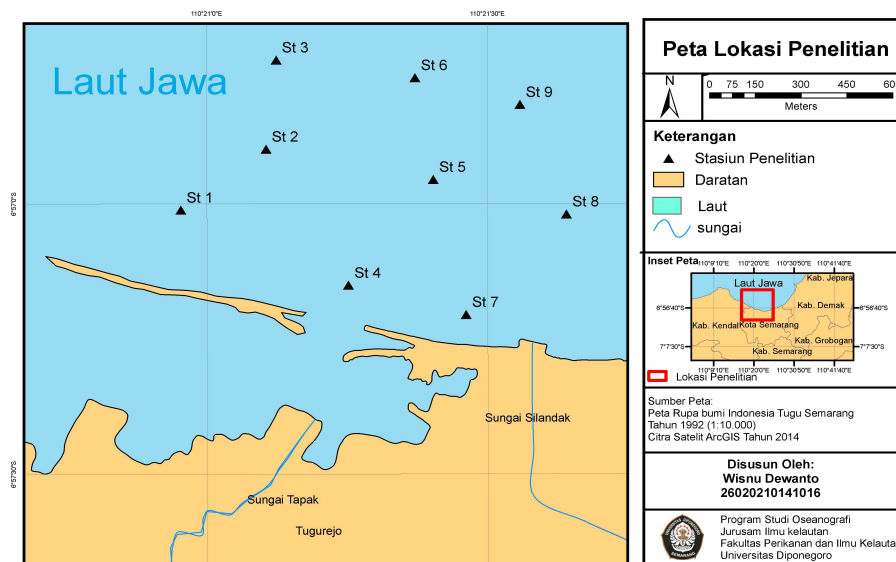 110°21'0"E
110°21'30"E
Laut Jawa
St 3
St 6
St 9
St 2
St 5
St 1
St 8
St 4
St 7
6°57'0"S
6°57'30"S
Sungai Silandak
Sungai Tapak
Tugurejo
Peta Lokasi Penelitian
N
0 75 150 300 450 60
Meters
Keterangan
Stasiun Penelitian
Daratan
Laut
sungai
Inset Peta
110°9'10"E 110°20'0"E 110°30'50"E 110°41'40"E
Laut Jawa
Kab. Jepara
6°56'40"S
6°56'40"S
Kab. Demak
Kab. Kendal
Kota Semarang
Kab. Grobogan
7°7'30"S
7°7'30"S
Kab. Semarang
110°9'10"E 110°20'0"E 110°30'50"E 110°41'40"E
Lokasi Penelitian
Sumber Peta:
Peta Rupa bumi Indonesia Tugu Semarang
Tahun 1992 (1:10.000)
Citra Satelit ArcGIS Tahun 2014
Disusun Oleh:
Wisnu Dewanto
26020210141016
Program Studi Oseanografi
Jurusam Ilmu kelautan
Fakultas Perikanan dan Ilmu Kelauta
Universitas Diponegoro